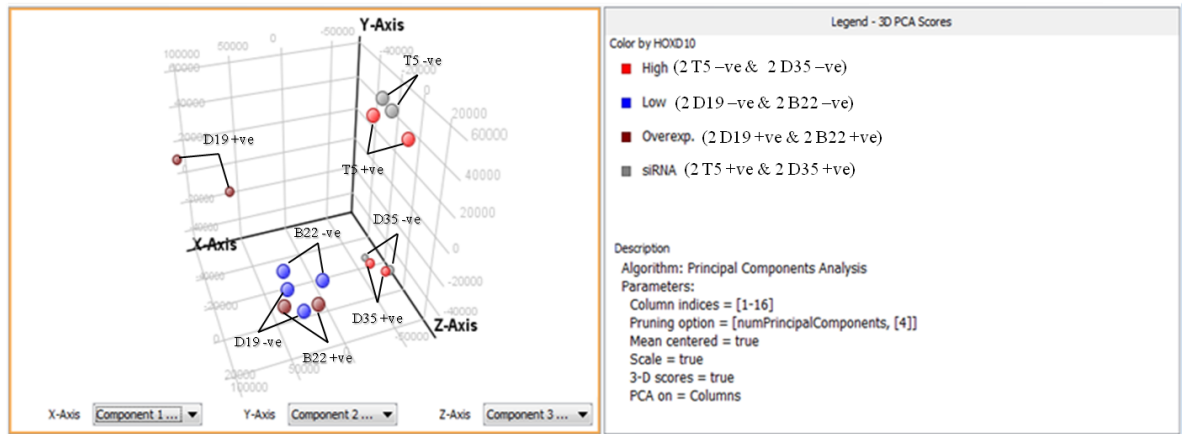 Y-Axis
T5 -ve
D19 +ve
T5 +ve
D35 -ve
X-Axis
B22 -ve
D35 +ve
Z-Axis
D19 -ve
B22 +ve
100000
50000
0
-50000
20000
60000
40000
20000
0
-20000
-40000
20000
100000
X-Axis Component 1 ... Y-Axis Component 2 ... Z-Axis Component 3 ...
Legend - 3D PCA Scores
Color by HOXD10
High (2 T5 –ve & 2 D35 –ve)
Low (2 D19 –ve & 2 B22 –ve)
Overexp. (2 D19 +ve & 2 B22 +ve)
siRNA (2 T5 +ve & 2 D35 +ve)
Description
Algorithm: Principal Components Analysis
Parameters:
Column indices = [1-16]
Pruning option = [numPrincipalComponents, [4]]
Mean centered = true
Scale = true
3-D scores = true
PCA on = Columns